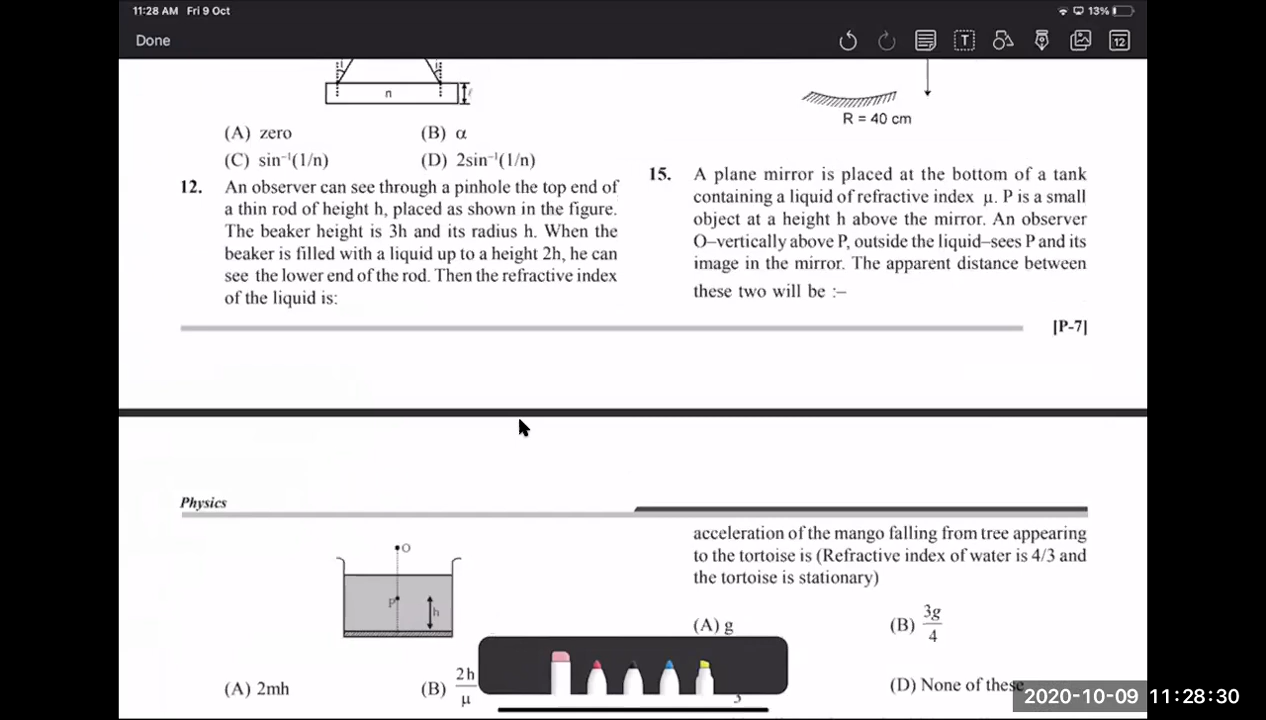 11:28 AM Fri 9 Oct
13%
Done
T
12
n
ℓ
(A) zero
(B) α
(C) sin⁻¹(1/n)
(D) 2sin⁻¹(1/n)
12. An observer can see through a pinhole the top end of
a thin rod of height h, placed as shown in the figure.
The beaker height is 3h and its radius h. When the
beaker is filled with a liquid up to a height 2h, he can
see the lower end of the rod. Then the refractive index
of the liquid is:
R = 40 cm
15. A plane mirror is placed at the bottom of a tank
containing a liquid of refractive index μ. P is a small
object at a height h above the mirror. An observer
O–vertically above P, outside the liquid–sees P and its
image in the mirror. The apparent distance between
these two will be :–
[P-7]
Physics
O
P
h
(A) 2mh
(B) 2h/μ
acceleration of the mango falling from tree appearing
to the tortoise is (Refractive index of water is 4/3 and
the tortoise is stationary)
(A) g
(B) 3g/4
(D) None of these
2020-10-09 11:28:30